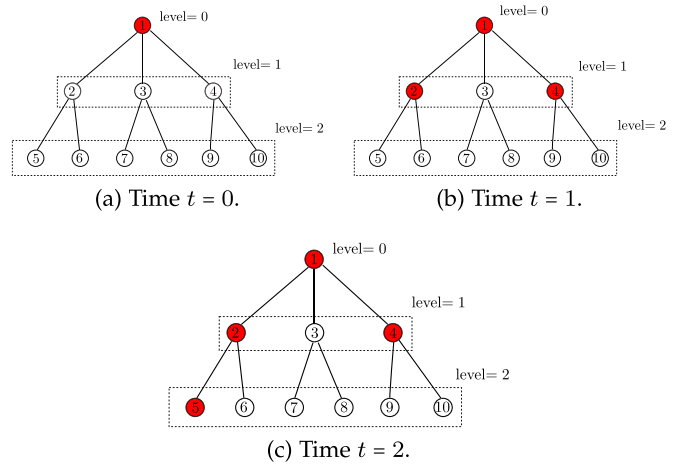 1 level= 0 1 level= 0
2 3 4 level= 1 2 3 4 level= 1
5 6 7 8 9 10 level= 2 5 6 7 8 9 10 level= 2
(a) Time t = 0. (b) Time t = 1.
1 level= 0
2 3 4 level= 1
5 6 7 8 9 10 level= 2
(c) Time t = 2.